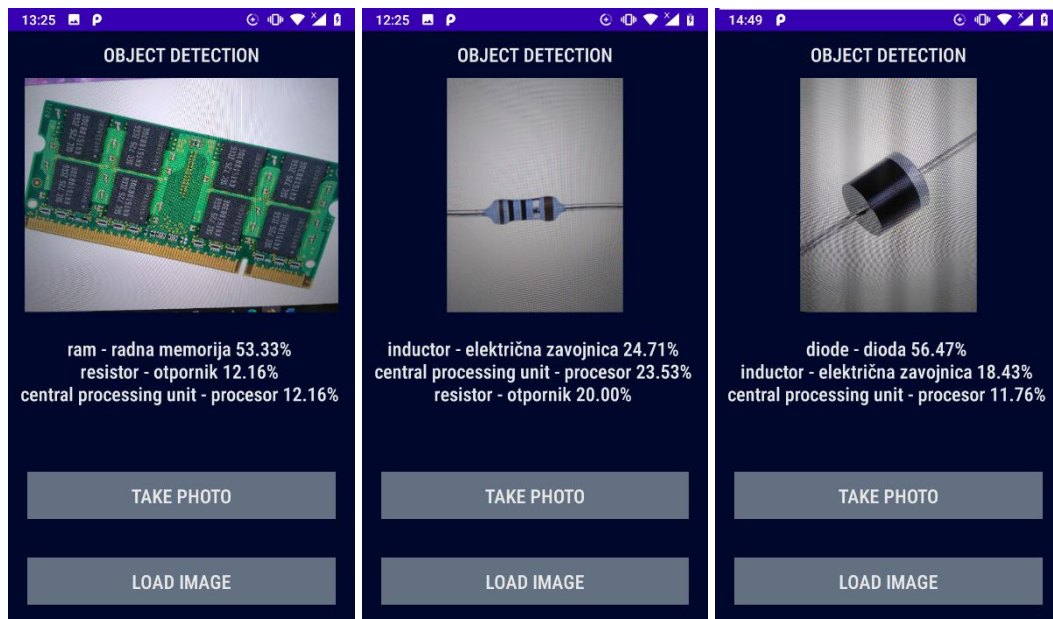 13:25
OBJECT DETECTION
ram - radna memorija 53.33%
resistor - otpornik 12.16%
central processing unit - procesor 12.16%
TAKE PHOTO
LOAD IMAGE
12:25
OBJECT DETECTION
inductor - električna zavojnica 24.71%
central processing unit - procesor 23.53%
resistor - otpornik 20.00%
TAKE PHOTO
LOAD IMAGE
14:49
OBJECT DETECTION
diode - dioda 56.47%
inductor - električna zavojnica 18.43%
central processing unit - procesor 11.76%
TAKE PHOTO
LOAD IMAGE